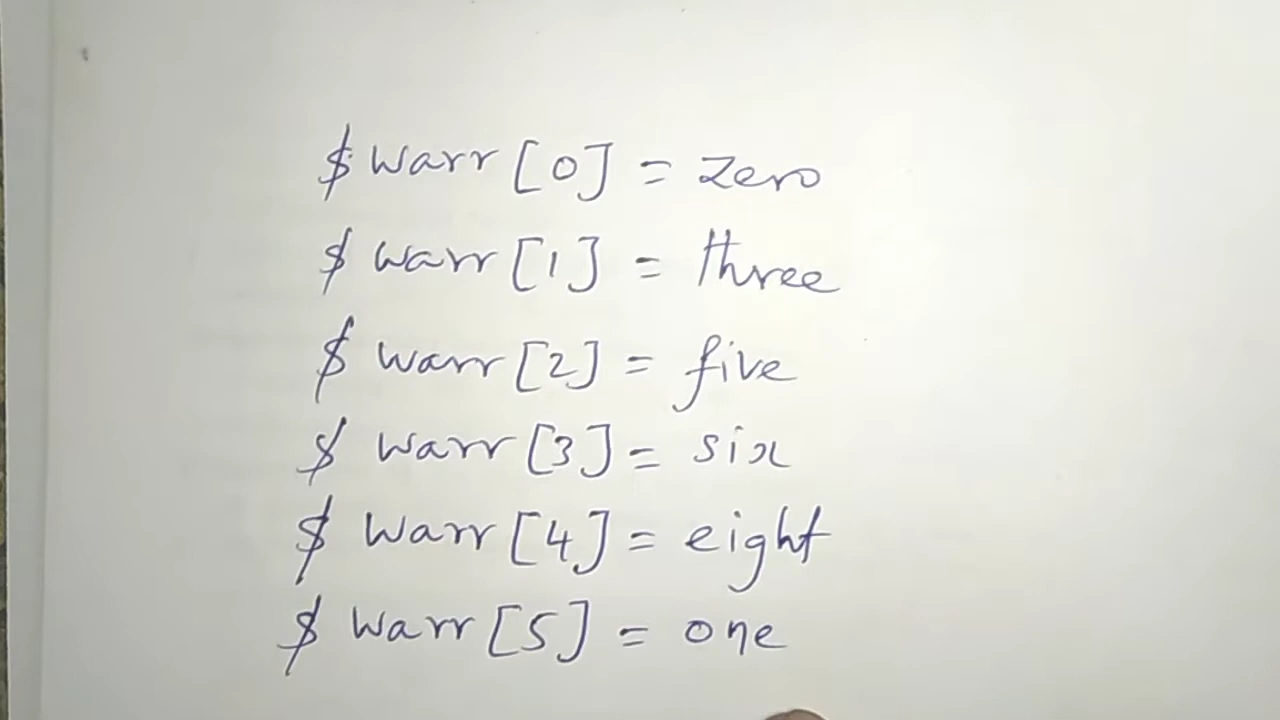 $ warr [0] = zero
$ warr [1] = three
$ warr [2] = five
$ warr [3] = six
$ warr [4] = eight
$ warr [5] = one